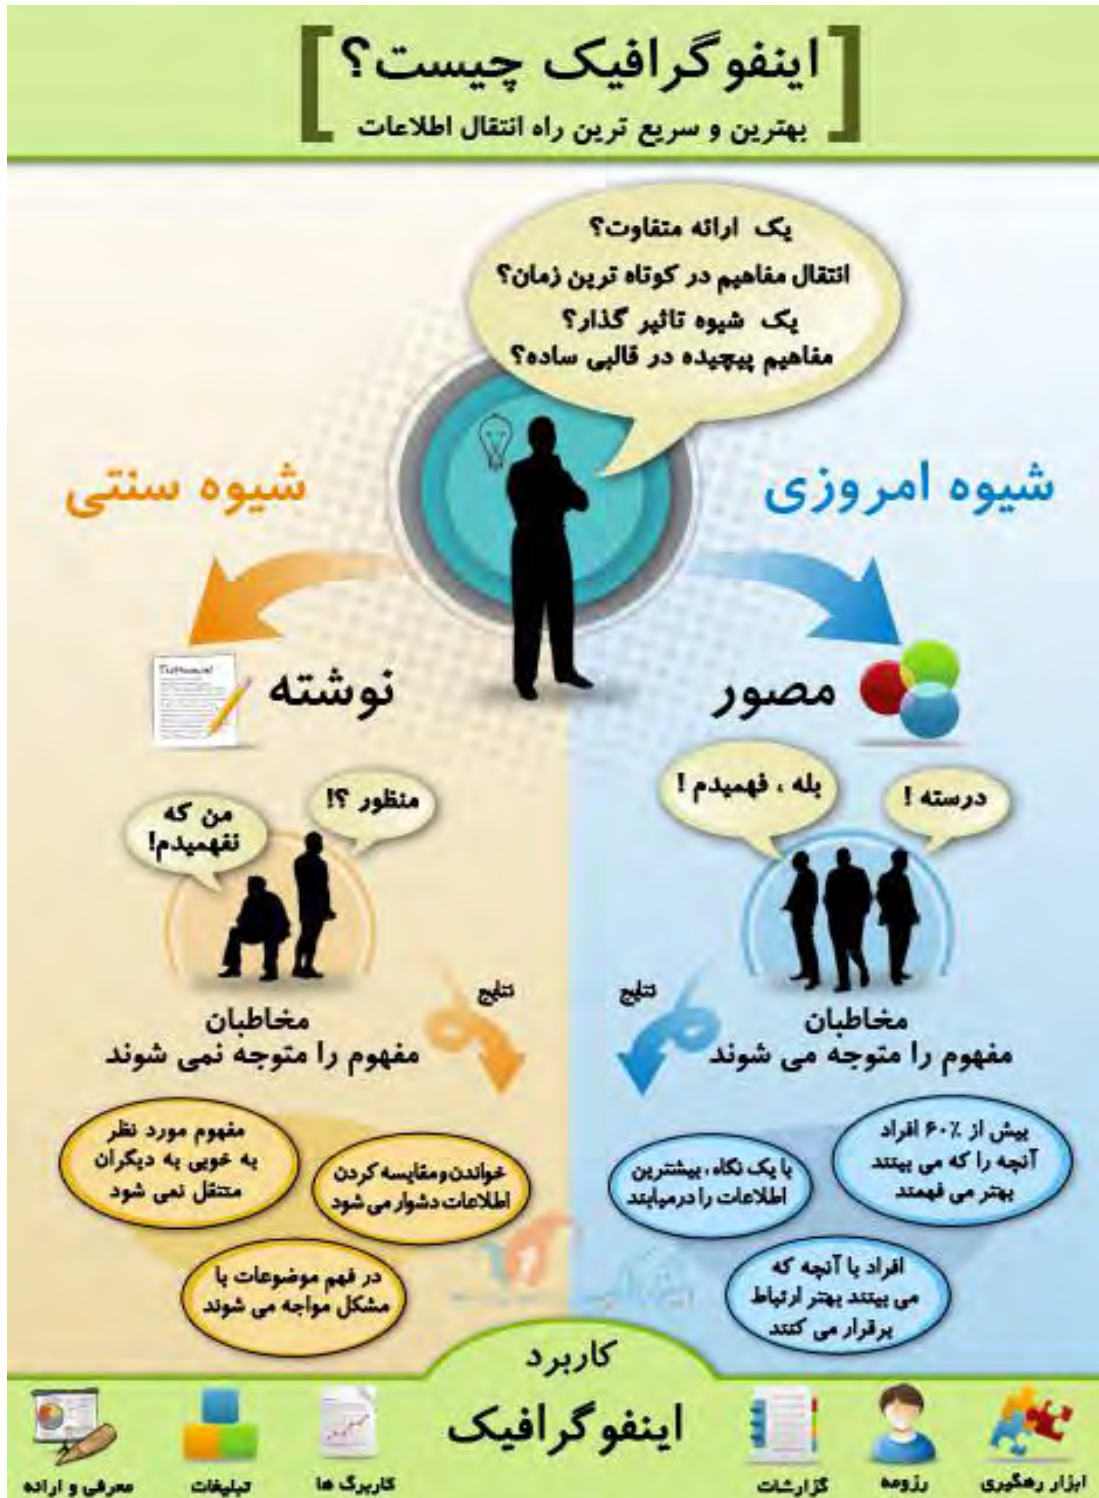 اینفوگرافیک چیست؟
بهترین و سریع ترین راه انتقال اطلاعات
یک ارائه متفاوت؟
انتقال مفاهیم در کوتاه ترین زمان؟
یک شیوه تاثیر گذار؟
مفاهیم پیچیده در قالبی ساده؟
شیوه امروزی
مصور
بله ، فهمیدم !
درسته !
مخاطبان
مفهوم را متوجه می شوند
نتایج
بیش از ۶۰٪ افراد
آنچه را که می بینند
بهتر می فهمند
با یک نگاه ، بیشترین
اطلاعات را درمیابند
افراد با آنچه که
می بینند بهتر ارتباط
برقرار می کنند
شیوه سنتی
نوشته
Testimonial
منظور ؟!
من که
نفهمیدم!
مخاطبان
مفهوم را متوجه نمی شوند
نتایج
خواندن و مقایسه کردن
اطلاعات دشوار می شود
مفهوم مورد نظر
به خوبی به دیگران
منتقل نمی شود
در فهم موضوعات با
مشکل مواجه می شوند
کاربرد
اینفوگرافیک
ابزار رهگیری
رزومه
گزارشات
کاربرگ ها
تبلیغات
معرفی و ارائه